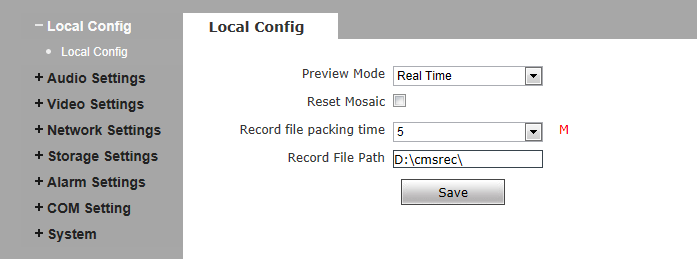 Local Config
Local Config
Audio Settings
Video Settings
Network Settings
Storage Settings
Alarm Settings
COM Setting
System
Local Config
Preview Mode Real Time
Reset Mosaic
Record file packing time 5 M
Record File Path D:\cmsrec\
Save